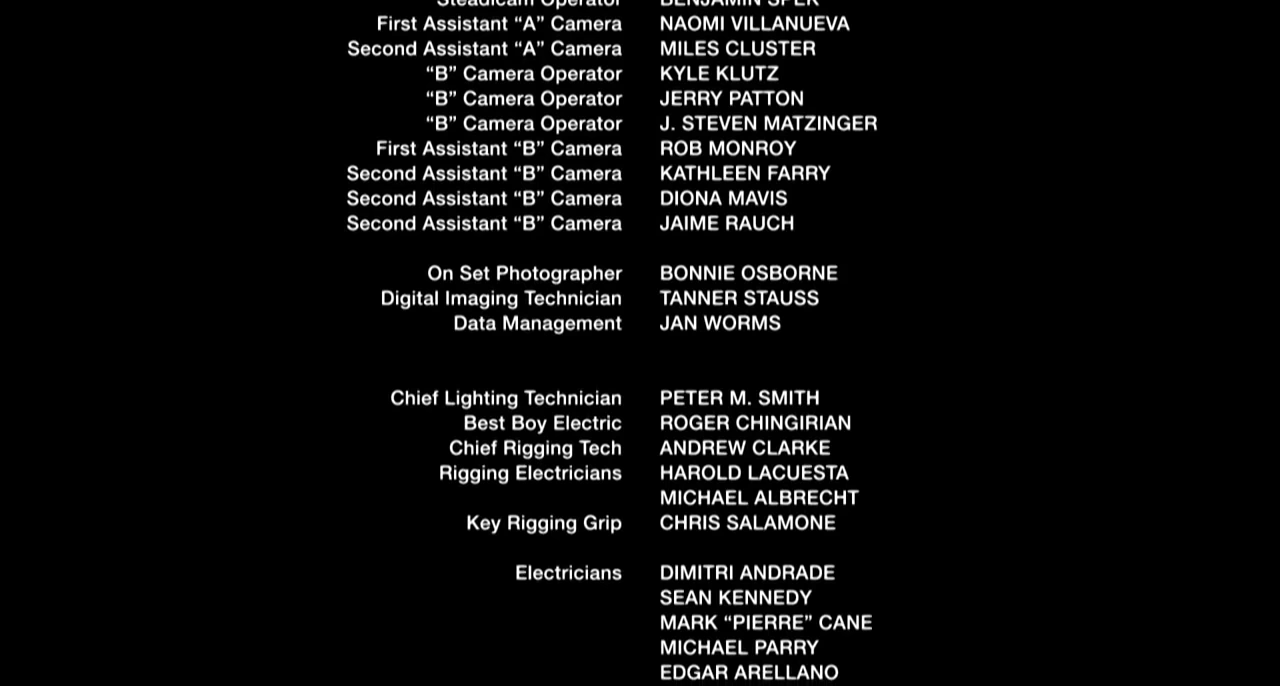 Steadicam Operator BENJAMIN SPEK
First Assistant “A” Camera NAOMI VILLANUEVA
Second Assistant “A” Camera MILES CLUSTER
“B” Camera Operator KYLE KLUTZ
“B” Camera Operator JERRY PATTON
“B” Camera Operator J. STEVEN MATZINGER
First Assistant “B” Camera ROB MONROY
Second Assistant “B” Camera KATHLEEN FARRY
Second Assistant “B” Camera DIONA MAVIS
Second Assistant “B” Camera JAIME RAUCH
On Set Photographer BONNIE OSBORNE
Digital Imaging Technician TANNER STAUSS
Data Management JAN WORMS
Chief Lighting Technician PETER M. SMITH
Best Boy Electric ROGER CHINGIRIAN
Chief Rigging Tech ANDREW CLARKE
Rigging Electricians HAROLD LACUESTA
MICHAEL ALBRECHT
Key Rigging Grip CHRIS SALAMONE
Electricians DIMITRI ANDRADE
SEAN KENNEDY
MARK “PIERRE” CANE
MICHAEL PARRY
EDGAR ARELLANO